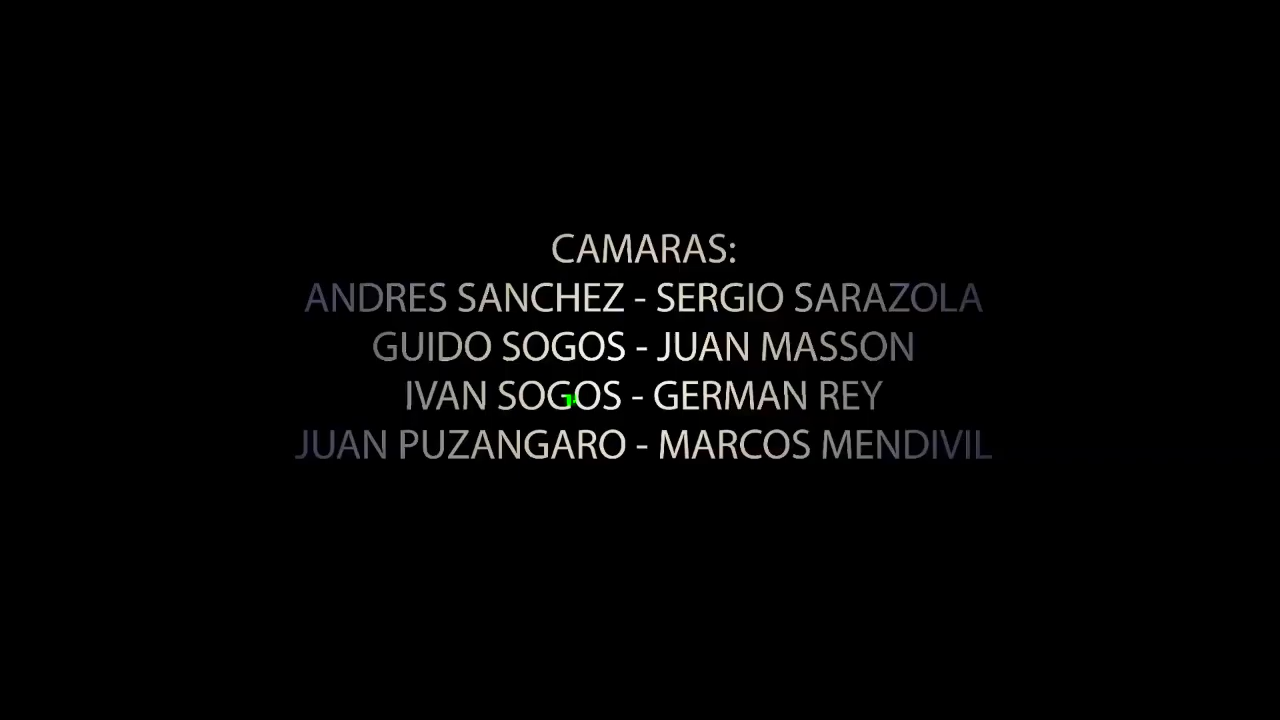 CAMARAS:
ANDRES SANCHEZ - SERGIO SARAZOLA
GUIDO SOGOS - JUAN MASSON
IVAN SOGOS - GERMAN REY
JUAN PUZANGARO - MARCOS MENDIVIL